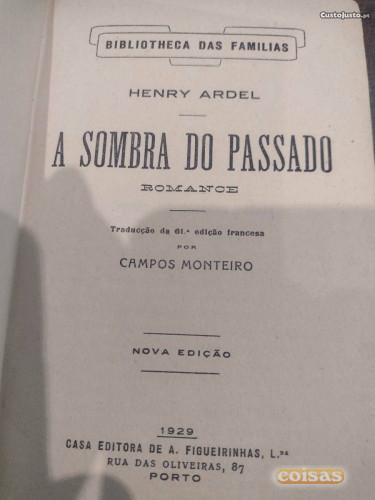 CustoJusto.pt
BIBLIOTHECA DAS FAMILIAS
HENRY ARDEL
A SOMBRA DO PASSADO
ROMANCE
Traducção da 61.ª edição francesa
POR
CAMPOS MONTEIRO
NOVA EDIÇÃO
1929
CASA EDITORA DE A. FIGUEIRINHAS, L.da
RUA DAS OLIVEIRAS, 87
PORTO
coisas